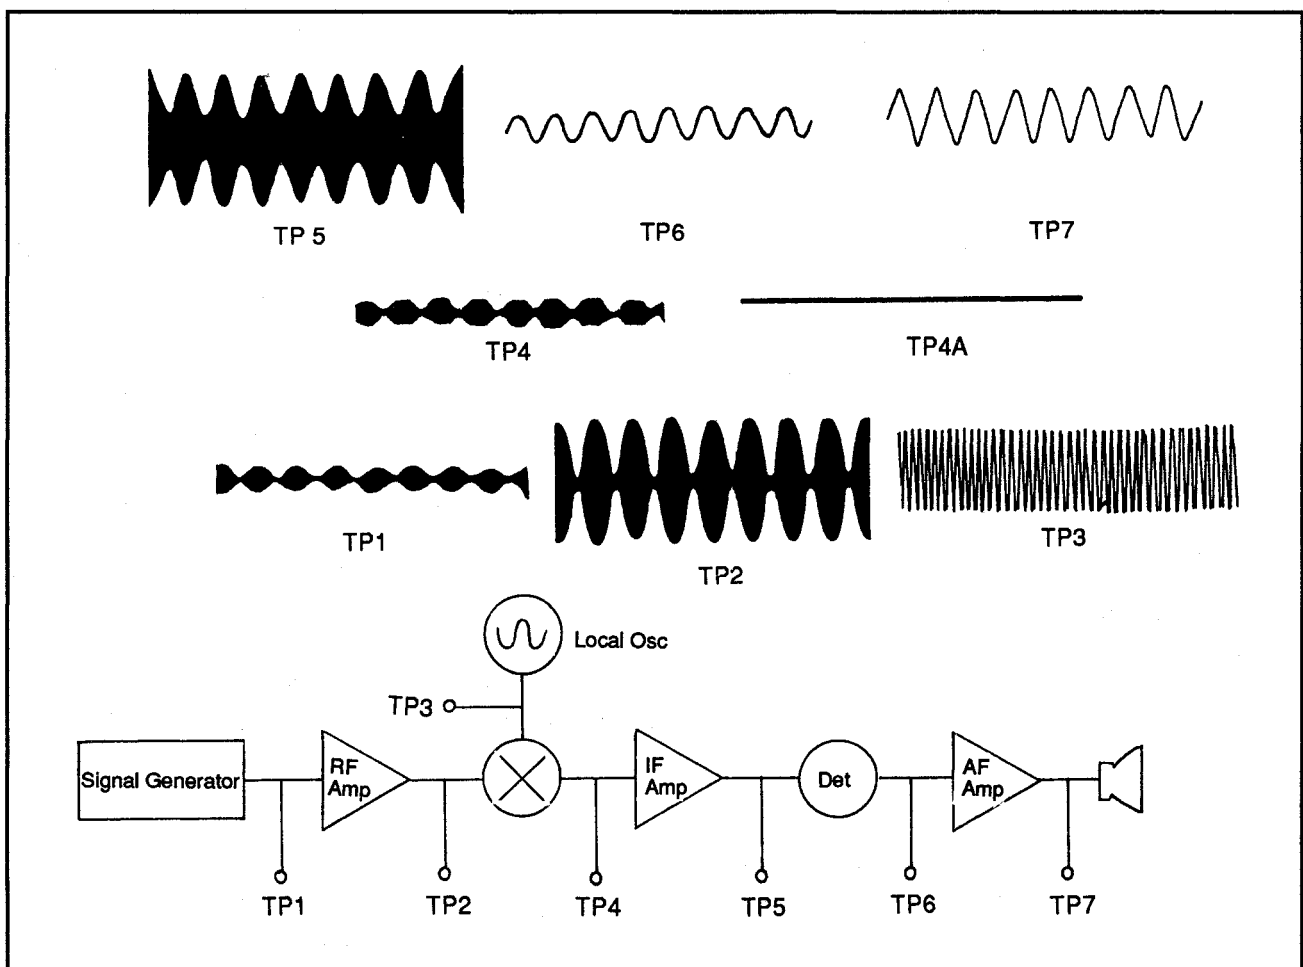 TP 5
TP6
TP7
TP4
TP4A
TP1
TP2
TP3
Local Osc
TP3
Signal Generator
RF
Amp
IF
Amp
Det
AF
Amp
TP1
TP2
TP4
TP5
TP6
TP7